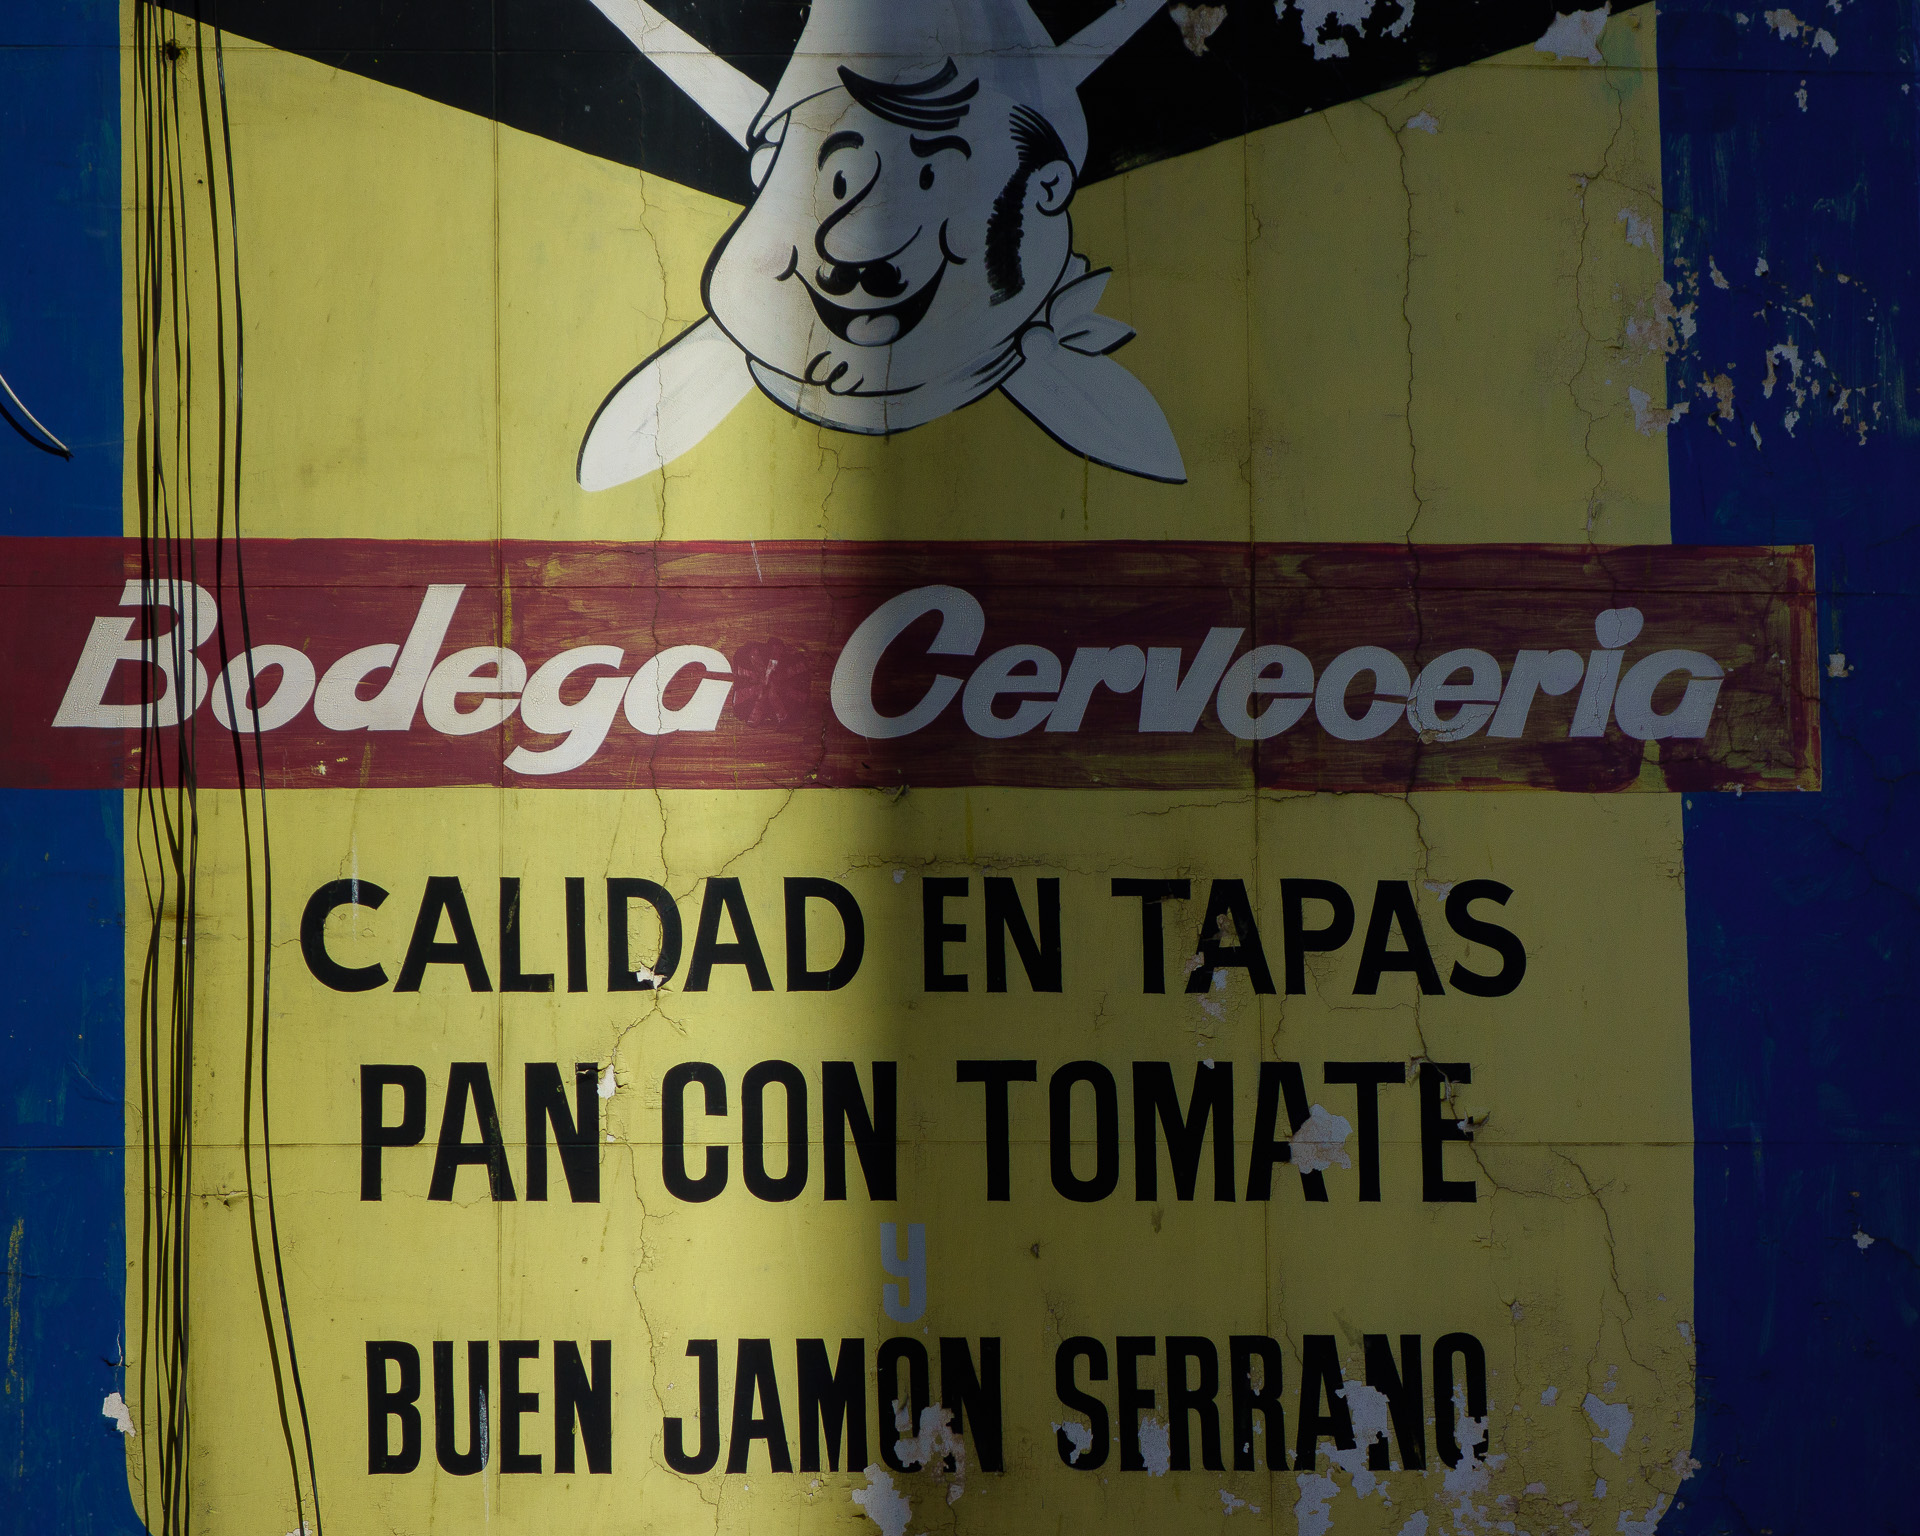 Bodega Cerveceria
CALIDAD EN TAPAS
PAN CON TOMATE
y
BUEN JAMON SERRANO